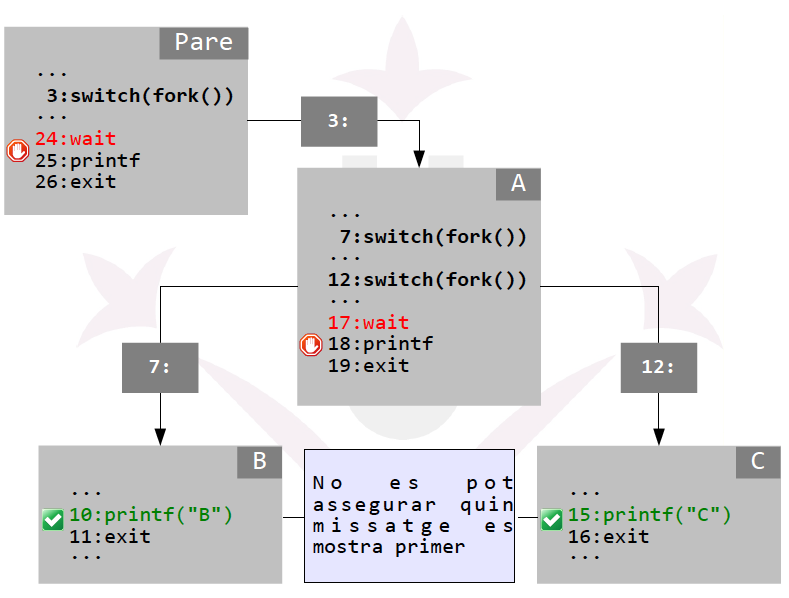 Pare
...
3:switch(fork())
...
24:wait
25:printf
26:exit
3:
A
...
7:switch(fork())
...
12:switch(fork())
...
17:wait
18:printf
19:exit
7:
12:
B
...
10:printf("B")
11:exit
...
No es pot
assegurar quin
missatge es
mostra primer
C
...
15:printf("C")
16:exit
...